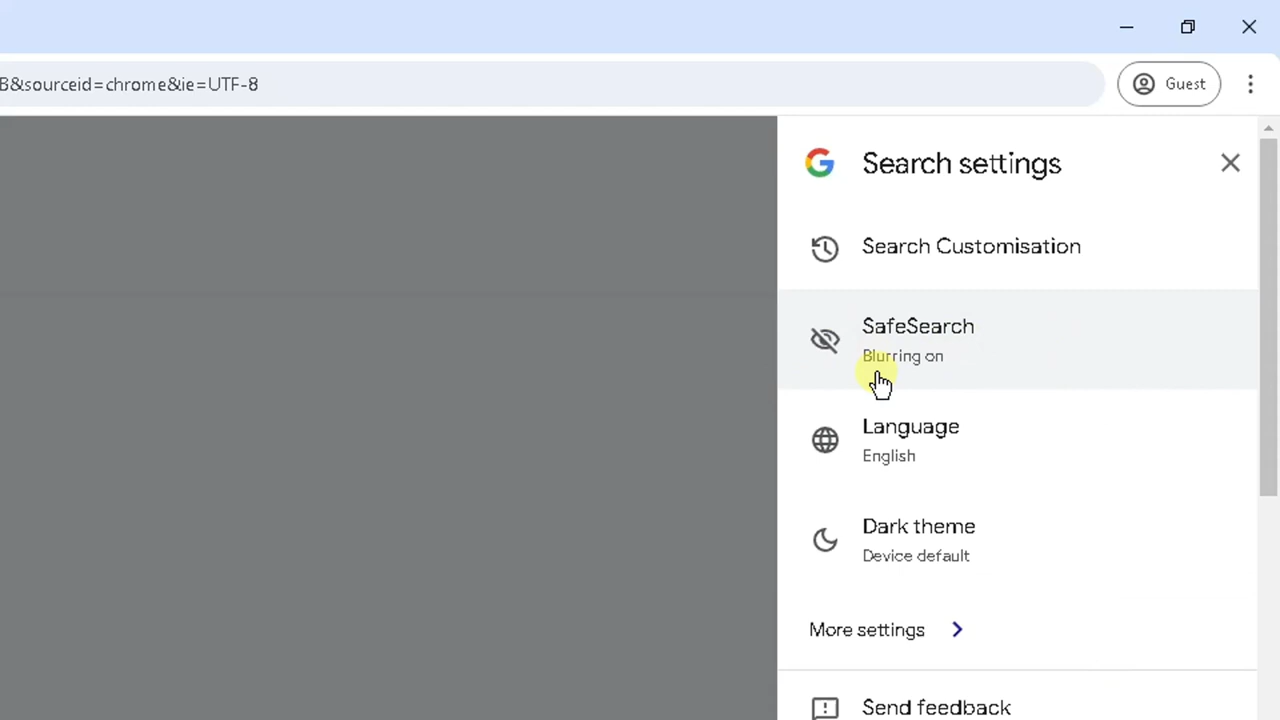 B&sourceid=chrome&ie=UTF-8
Guest
Search settings
Search Customisation
SafeSearch
Blurring on
Language
English
Dark theme
Device default
More settings
Send feedback